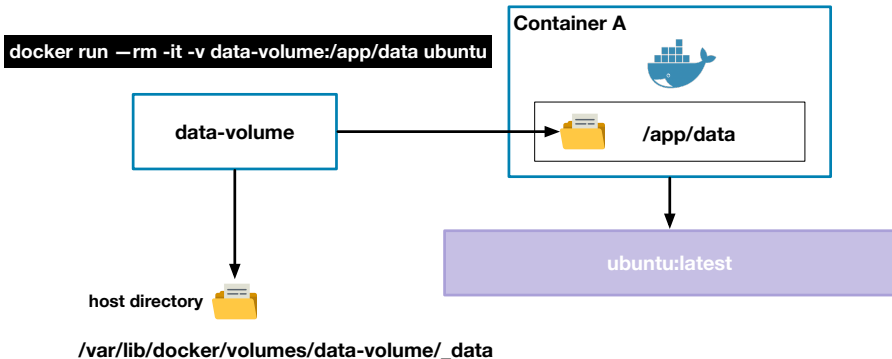 Container A
docker run —rm -it -v data-volume:/app/data ubuntu
data-volume
/app/data
ubuntu:latest
host directory
/var/lib/docker/volumes/data-volume/_data